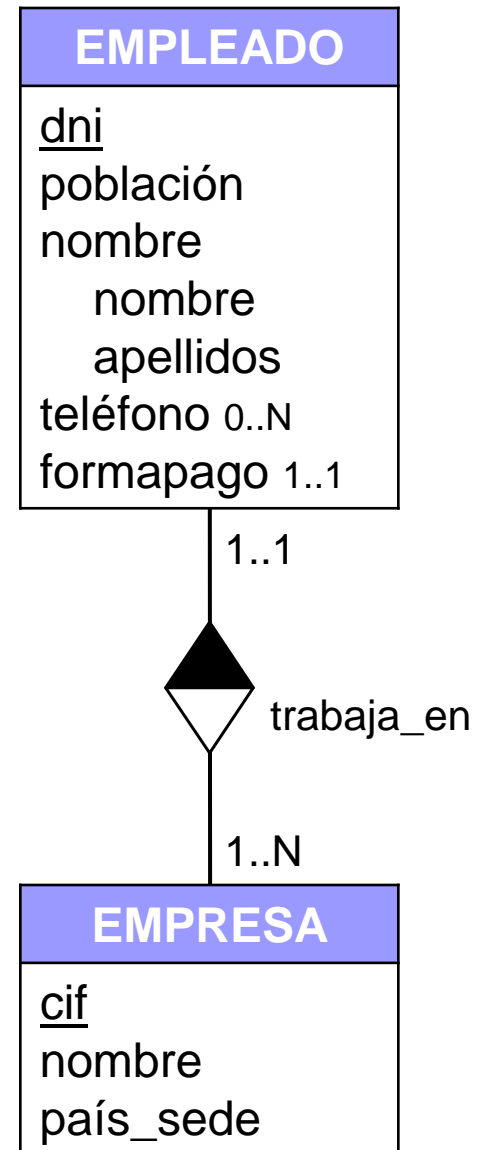 EMPLEADO
dni
población
nombre
nombre
apellidos
teléfono 0..N
formapago 1..1
1..1
trabaja_en
1..N
EMPRESA
cif
nombre
país_sede